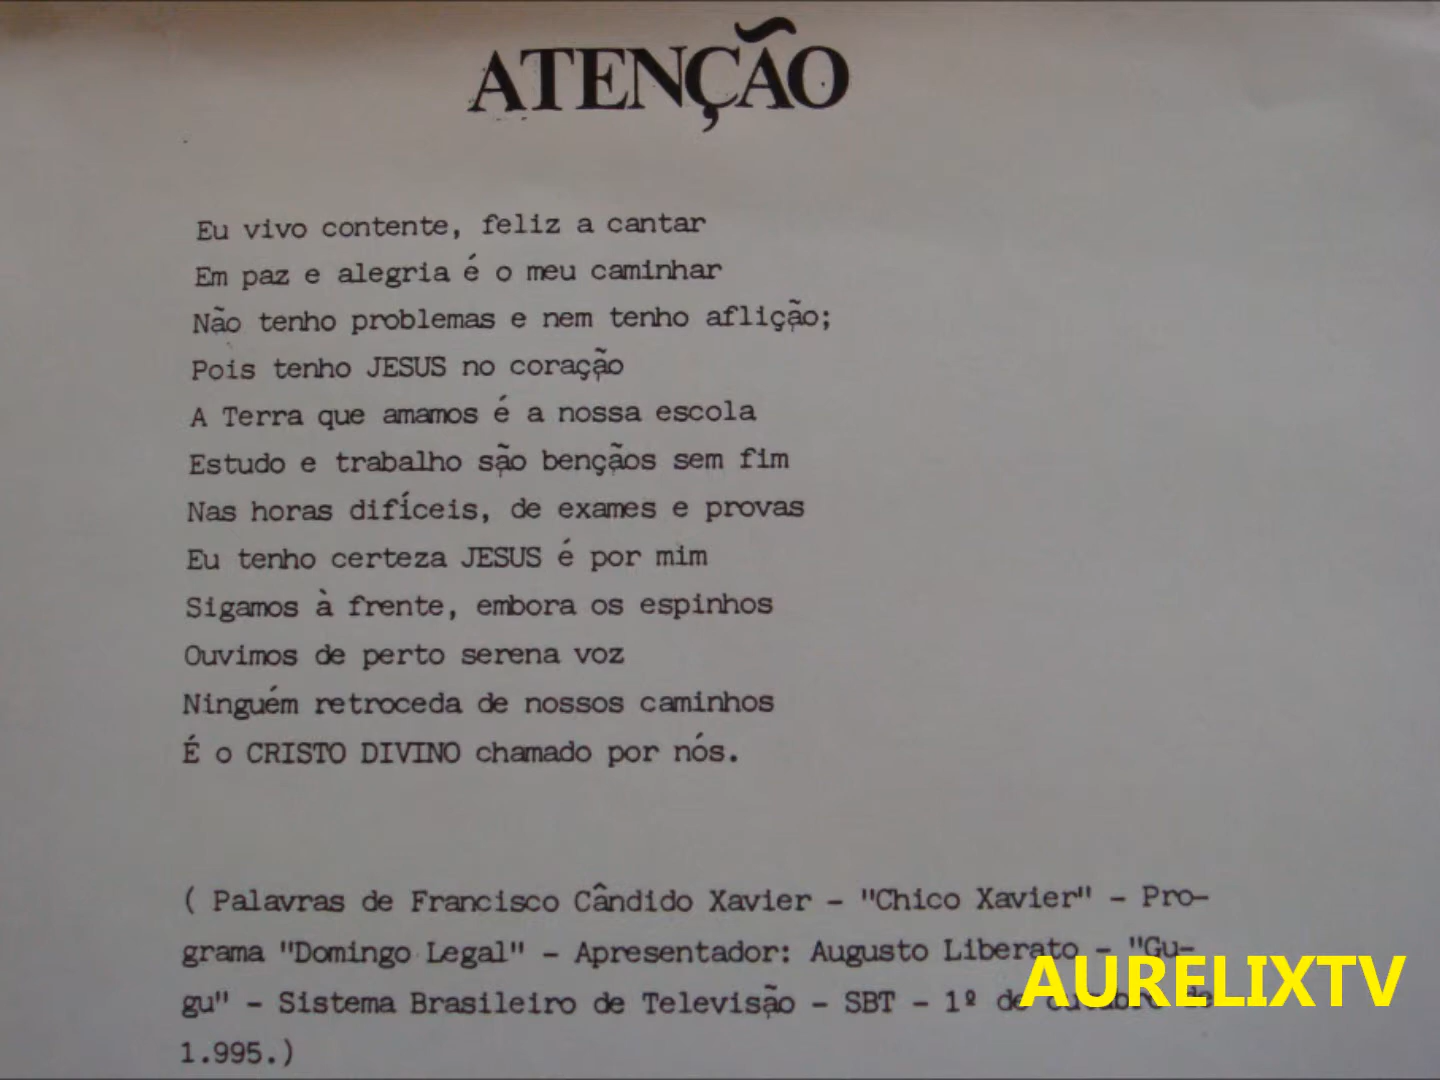 ATENÇÃO
Eu vivo contente, feliz a cantar
Em paz e alegria é o meu caminhar
Não tenho problemas e nem tenho aflição;
Pois tenho JESUS no coração
A Terra que amamos é a nossa escola
Estudo e trabalho são bençãos sem fim
Nas horas difíceis, de exames e provas
Eu tenho certeza JESUS é por mim
Sigamos à frente, embora os espinhos
Ouvimos de perto serena voz
Ninguém retroceda de nossos caminhos
É o CRISTO DIVINO chamado por nós.
( Palavras de Francisco Cândido Xavier - "Chico Xavier" - Pro-
grama "Domingo Legal" - Apresentador: Augusto Liberato - "Gu-
gu" - Sistema Brasileiro de Televisão - SBT - 1º de outubro de
1.995.)
AURELIXTV